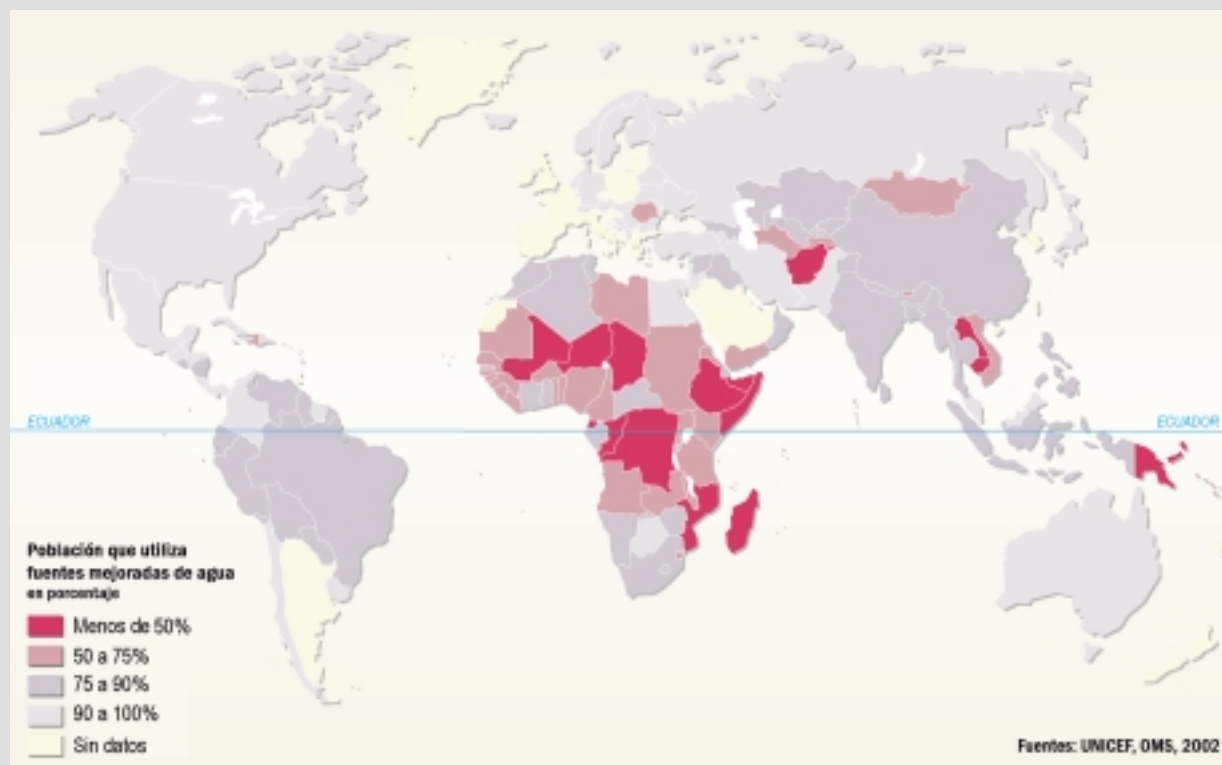 ECUADOR
ECUADOR
Población que utiliza
fuentes mejoradas de agua
en porcentaje
Menos de 50%
50 a 75%
75 a 90%
90 a 100%
Sin datos
Fuentes: UNICEF, OMS, 2002